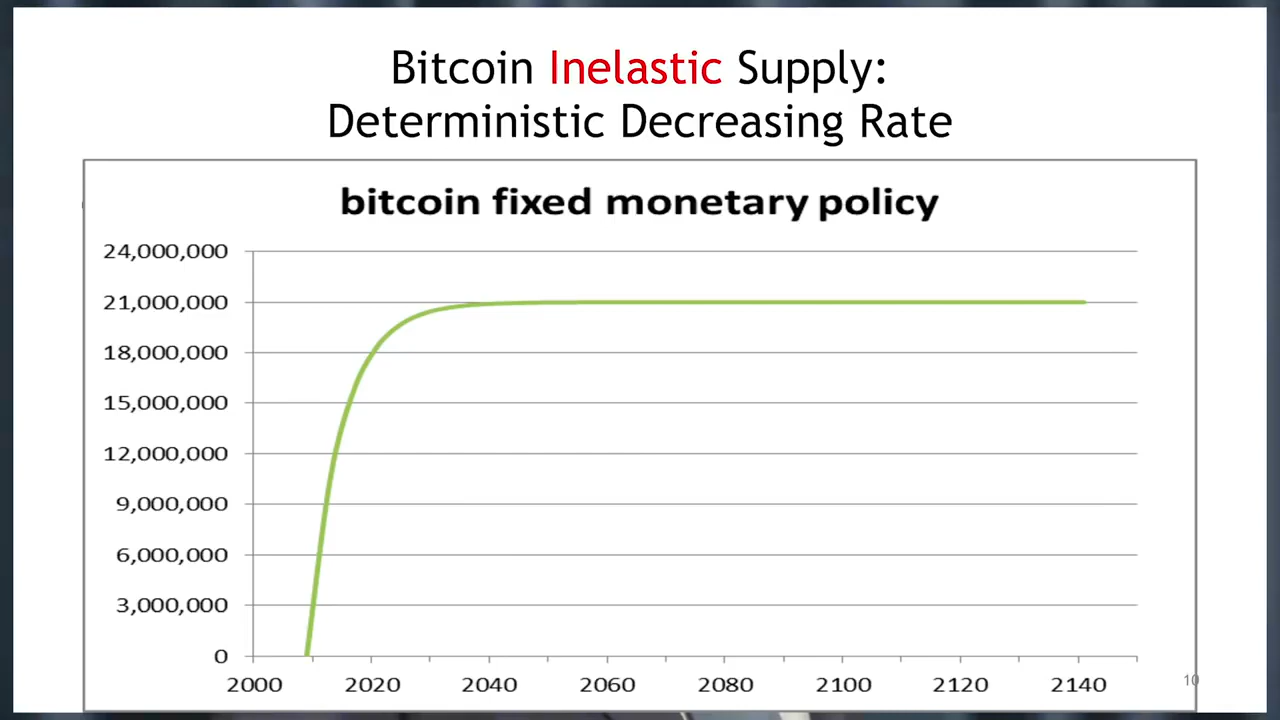 Bitcoin Inelastic Supply:
Deterministic Decreasing Rate
bitcoin fixed monetary policy
24,000,000
21,000,000
18,000,000
15,000,000
12,000,000
9,000,000
6,000,000
3,000,000
0
2000 2020 2040 2060 2080 2100 2120 2140
10